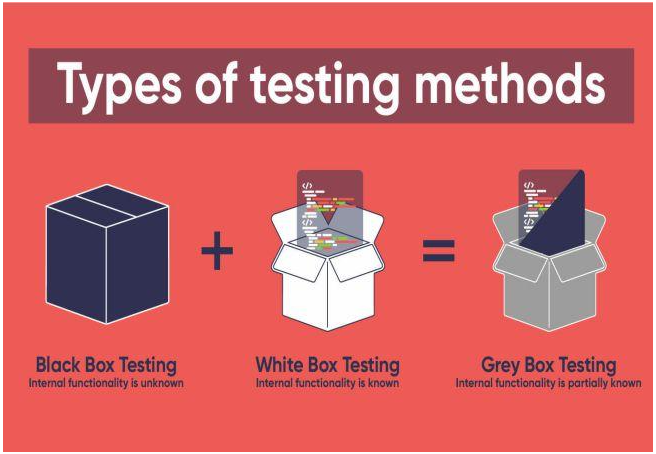 Types of testing methods
+
=
</>
</>
</>
</>
Black Box Testing
Internal functionality is unknown
White Box Testing
Internal functionality is known
Grey Box Testing
Internal functionality is partially known